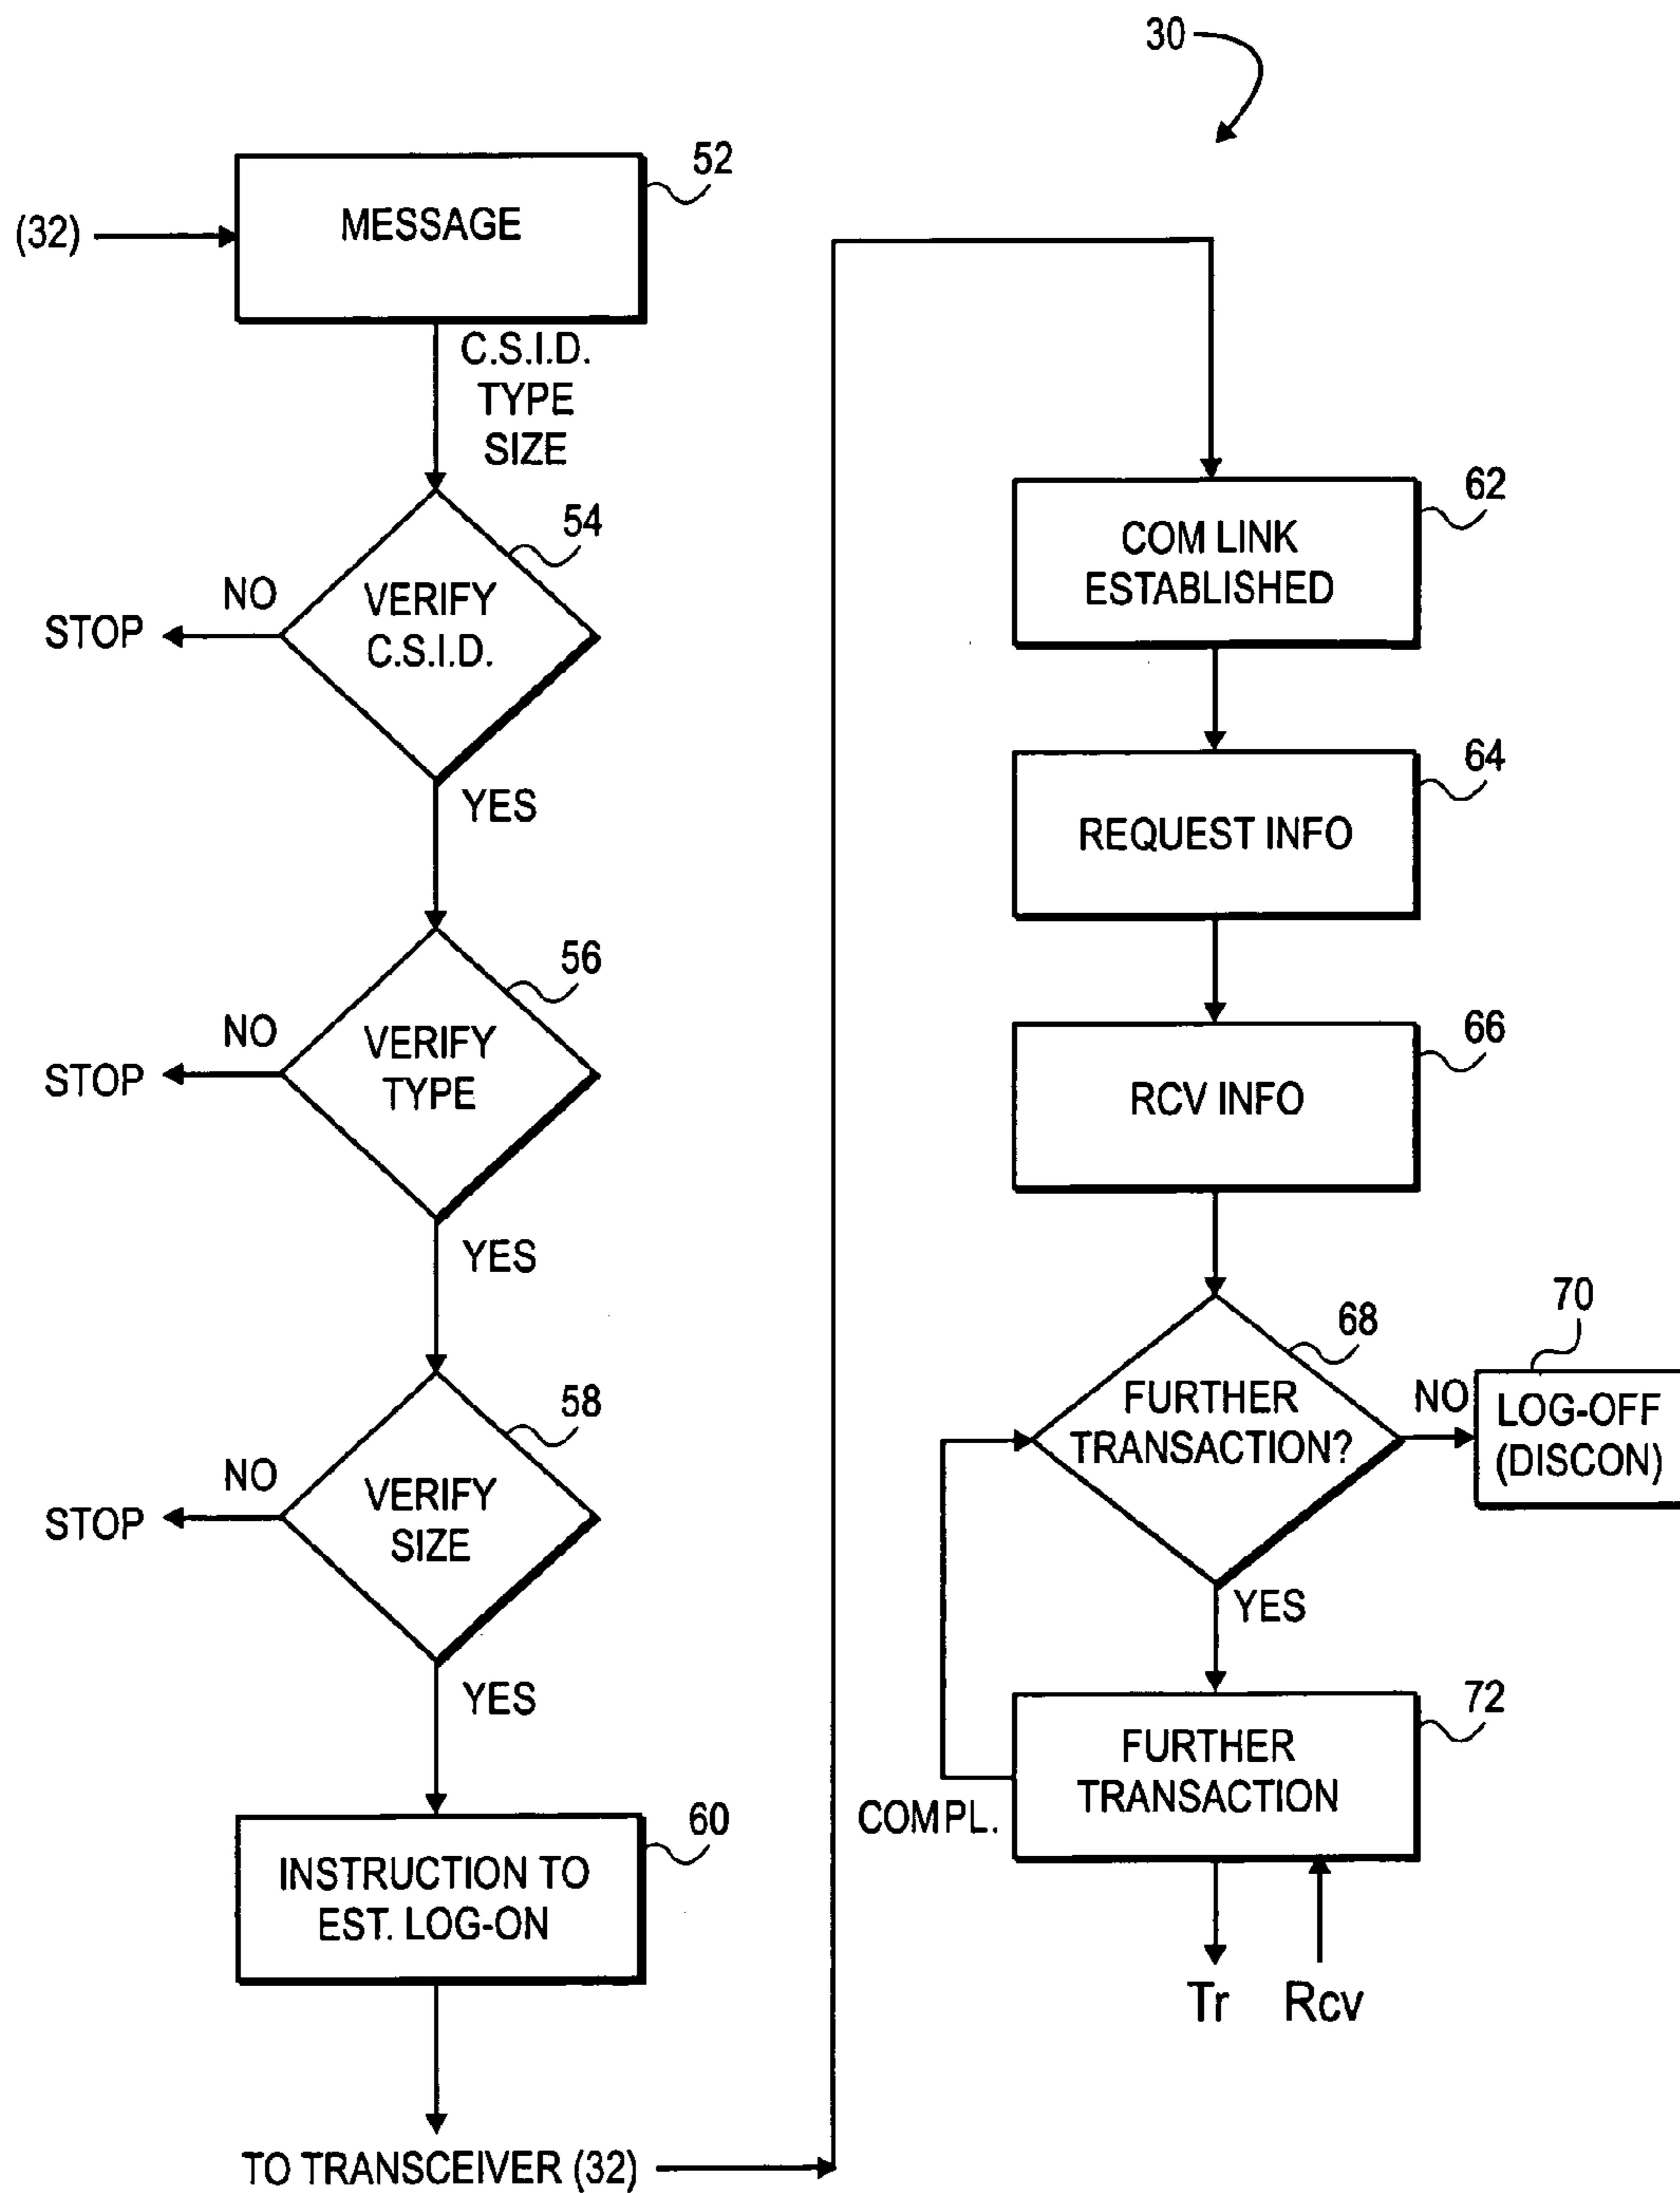 30
52
(32)
MESSAGE
C.S.I.D.
TYPE
SIZE
54
NO
VERIFY
C.S.I.D.
STOP
YES
56
NO
VERIFY
TYPE
STOP
YES
58
NO
VERIFY
SIZE
STOP
YES
60
INSTRUCTION TO
EST. LOG-ON
TO TRANSCEIVER (32)
62
COM LINK
ESTABLISHED
64
REQUEST INFO
66
RCV INFO
68
FURTHER
TRANSACTION?
NO
70
LOG-OFF
(DISCON)
YES
72
FURTHER
TRANSACTION
COMPL.
Tr
Rcv